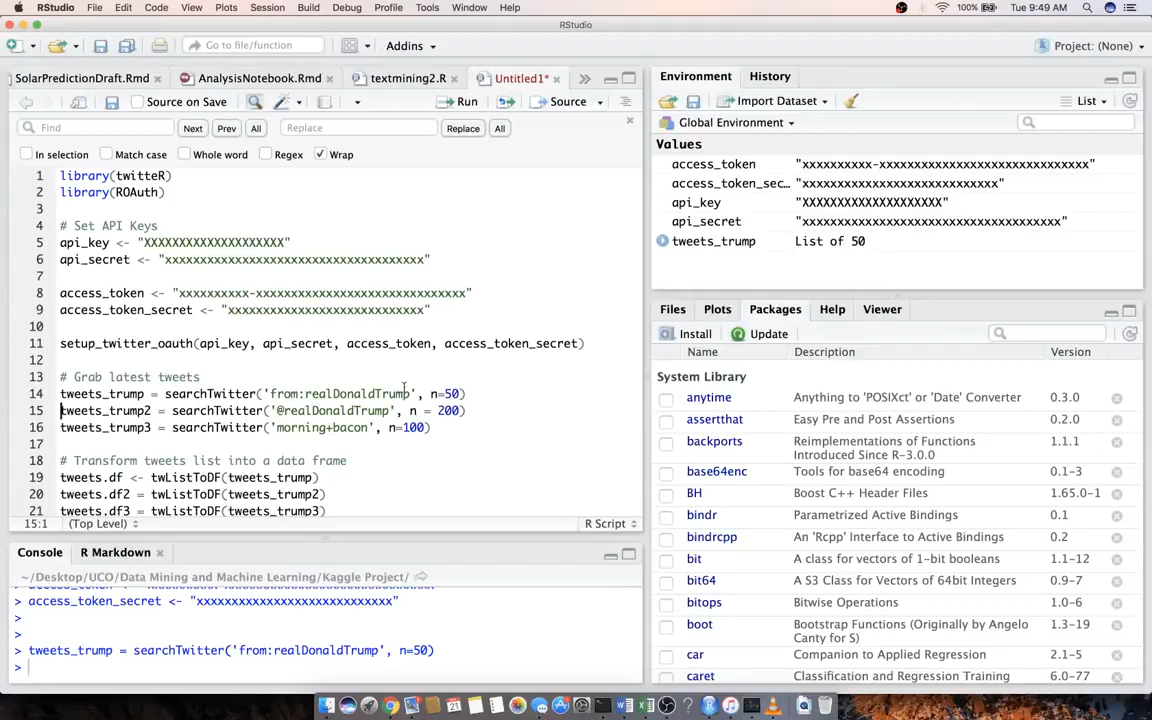 RStudio File Edit Code View Plots Session Build Debug Profile Tools Window Help 100% Tue 9:49 AM
RStudio
Go to file/function Addins Project: (None)
SolarPredictionDraft.Rmd AnalysisNotebook.Rmd textmining2.R Untitled1*
Source on Save Run Source
Find Next Prev All Replace Replace All
In selection Match case Whole word Regex Wrap
1 library(twitteR)
2 library(ROAuth)
3
4 # Set API Keys
5 api_key <- "XXXXXXXXXXXXXXXXXXXX"
6 api_secret <- "xxxxxxxxxxxxxxxxxxxxxxxxxxxxxxxxxxxxx"
7
8 access_token <- "xxxxxxxxxx-xxxxxxxxxxxxxxxxxxxxxxxxxxxxxx"
9 access_token_secret <- "xxxxxxxxxxxxxxxxxxxxxxxxxxxx"
10
11 setup_twitter_oauth(api_key, api_secret, access_token, access_token_secret)
12
13 # Grab latest tweets
14 tweets_trump = searchTwitter('from:realDonaldTrump', n=50)
15 tweets_trump2 = searchTwitter('@realDonaldTrump', n = 200)
16 tweets_trump3 = searchTwitter('morning+bacon', n=100)
17
18 # Transform tweets list into a data frame
19 tweets.df <- twListToDF(tweets_trump)
20 tweets.df2 = twListToDF(tweets_trump2)
21 tweets.df3 = twListToDF(tweets_trump3)
15:1 (Top Level) R Script
Console R Markdown
~/Desktop/UCO/Data Mining and Machine Learning/Kaggle Project/
> access_token_secret <- "xxxxxxxxxxxxxxxxxxxxxxxxxxxx"
>
>
> tweets_trump = searchTwitter('from:realDonaldTrump', n=50)
>
Environment History
Import Dataset List
Global Environment
Values
access_token "xxxxxxxxxx-xxxxxxxxxxxxxxxxxxxxxxxxxxxxxx"
access_token_sec… "xxxxxxxxxxxxxxxxxxxxxxxxxxxx"
api_key "XXXXXXXXXXXXXXXXXXXX"
api_secret "xxxxxxxxxxxxxxxxxxxxxxxxxxxxxxxxxxxxx"
tweets_trump List of 50
Files Plots Packages Help Viewer
Install Update
Name Description Version
System Library
anytime Anything to 'POSIXct' or 'Date' Converter 0.3.0
assertthat Easy Pre and Post Assertions 0.2.0
backports Reimplementations of Functions Introduced Since R-3.0.0 1.1.1
base64enc Tools for base64 encoding 0.1-3
BH Boost C++ Header Files 1.65.0-1
bindr Parametrized Active Bindings 0.1
bindrcpp An 'Rcpp' Interface to Active Bindings 0.2
bit A class for vectors of 1-bit booleans 1.1-12
bit64 A S3 Class for Vectors of 64bit Integers 0.9-7
bitops Bitwise Operations 1.0-6
boot Bootstrap Functions (Originally by Angelo Canty for S) 1.3-19
car Companion to Applied Regression 2.1-5
caret Classification and Regression Training 6.0-77